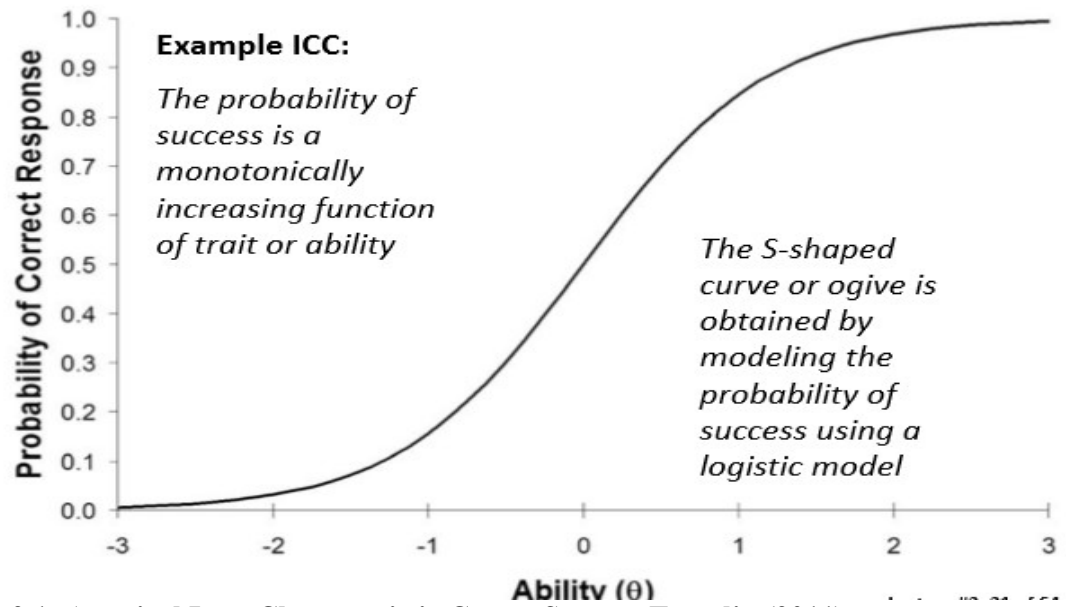 Example ICC:
The probability of
success is a
monotonically
increasing function
of trait or ability
The S-shaped
curve or ogive is
obtained by
modeling the
probability of
success using a
logistic model
Probability of Correct Response
1.0
0.9
0.8
0.7
0.6
0.5
0.4
0.3
0.2
0.1
0.0
-3
-2
-1
0
1
2
3
Ability (θ)